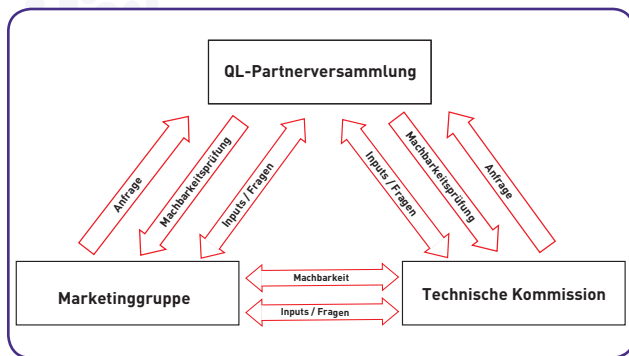 QL-Partnerversammlung
Anfrage
Machbarkeitsprüfung
Inputs / Fragen
Inputs / Fragen
Machbarkeitsprüfung
Anfrage
Marketinggruppe
Machbarkeit
Inputs / Fragen
Technische Kommission